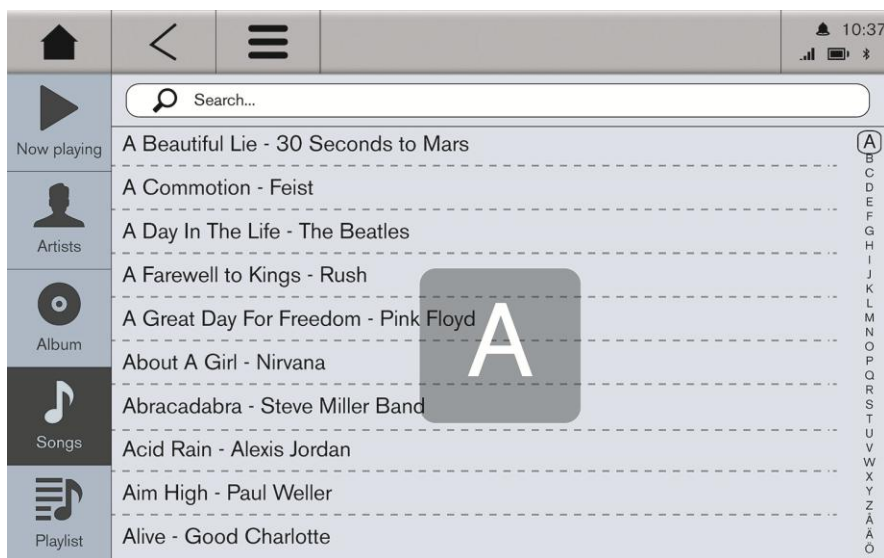 10:37
Search...
Now playing
Artists
Album
Songs
Playlist
A Beautiful Lie - 30 Seconds to Mars
A Commotion - Feist
A Day In The Life - The Beatles
A Farewell to Kings - Rush
A Great Day For Freedom - Pink Floyd
About A Girl - Nirvana
Abracadabra - Steve Miller Band
Acid Rain - Alexis Jordan
Aim High - Paul Weller
Alive - Good Charlotte
A
A
B
C
D
E
F
G
H
I
J
K
L
M
N
O
P
Q
R
S
T
U
V
W
X
Y
Z
Å
Ä
Ö